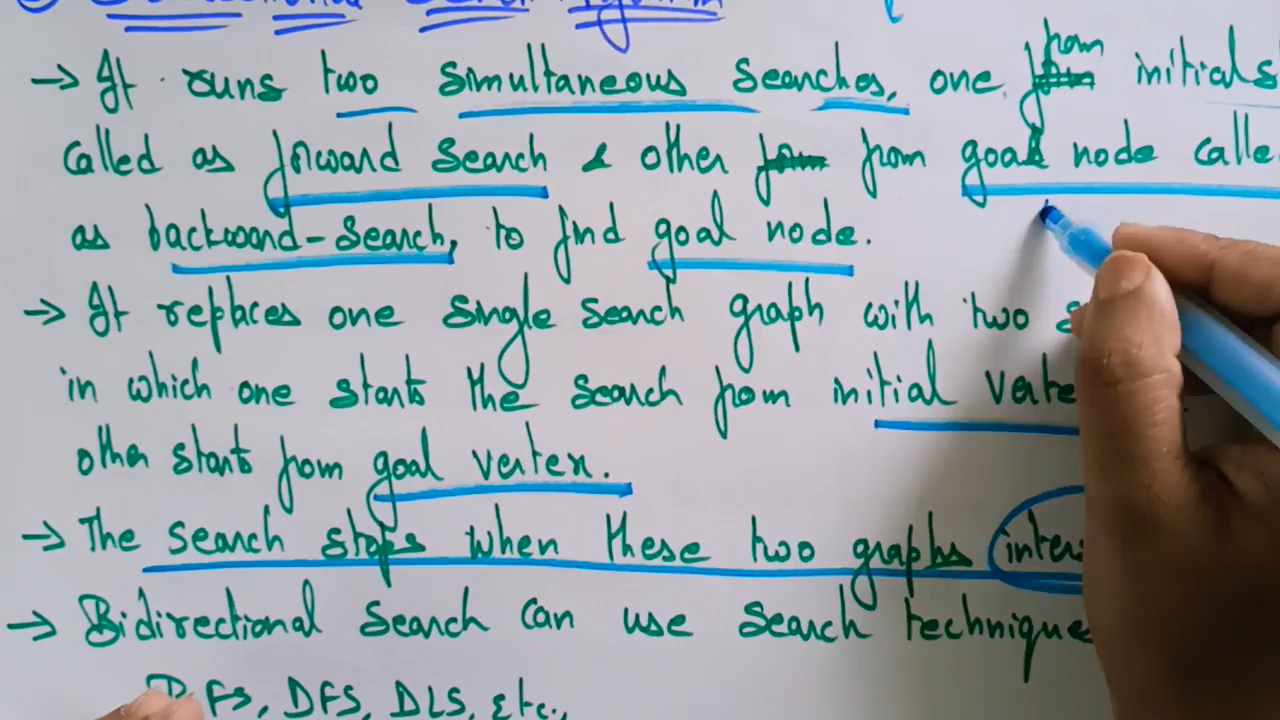 → It runs two simultaneous searches, one from initial
called as forward search & other from goal node calle
as backward-search, to find goal node.
→ It replaces one single search graph with two
in which one starts the search from initial verte
other starts from goal vertex.
→ The search stops when these two graphs inter
→ Bidirectional search can use search technique
BFS, DFS, DLS, Etc.,